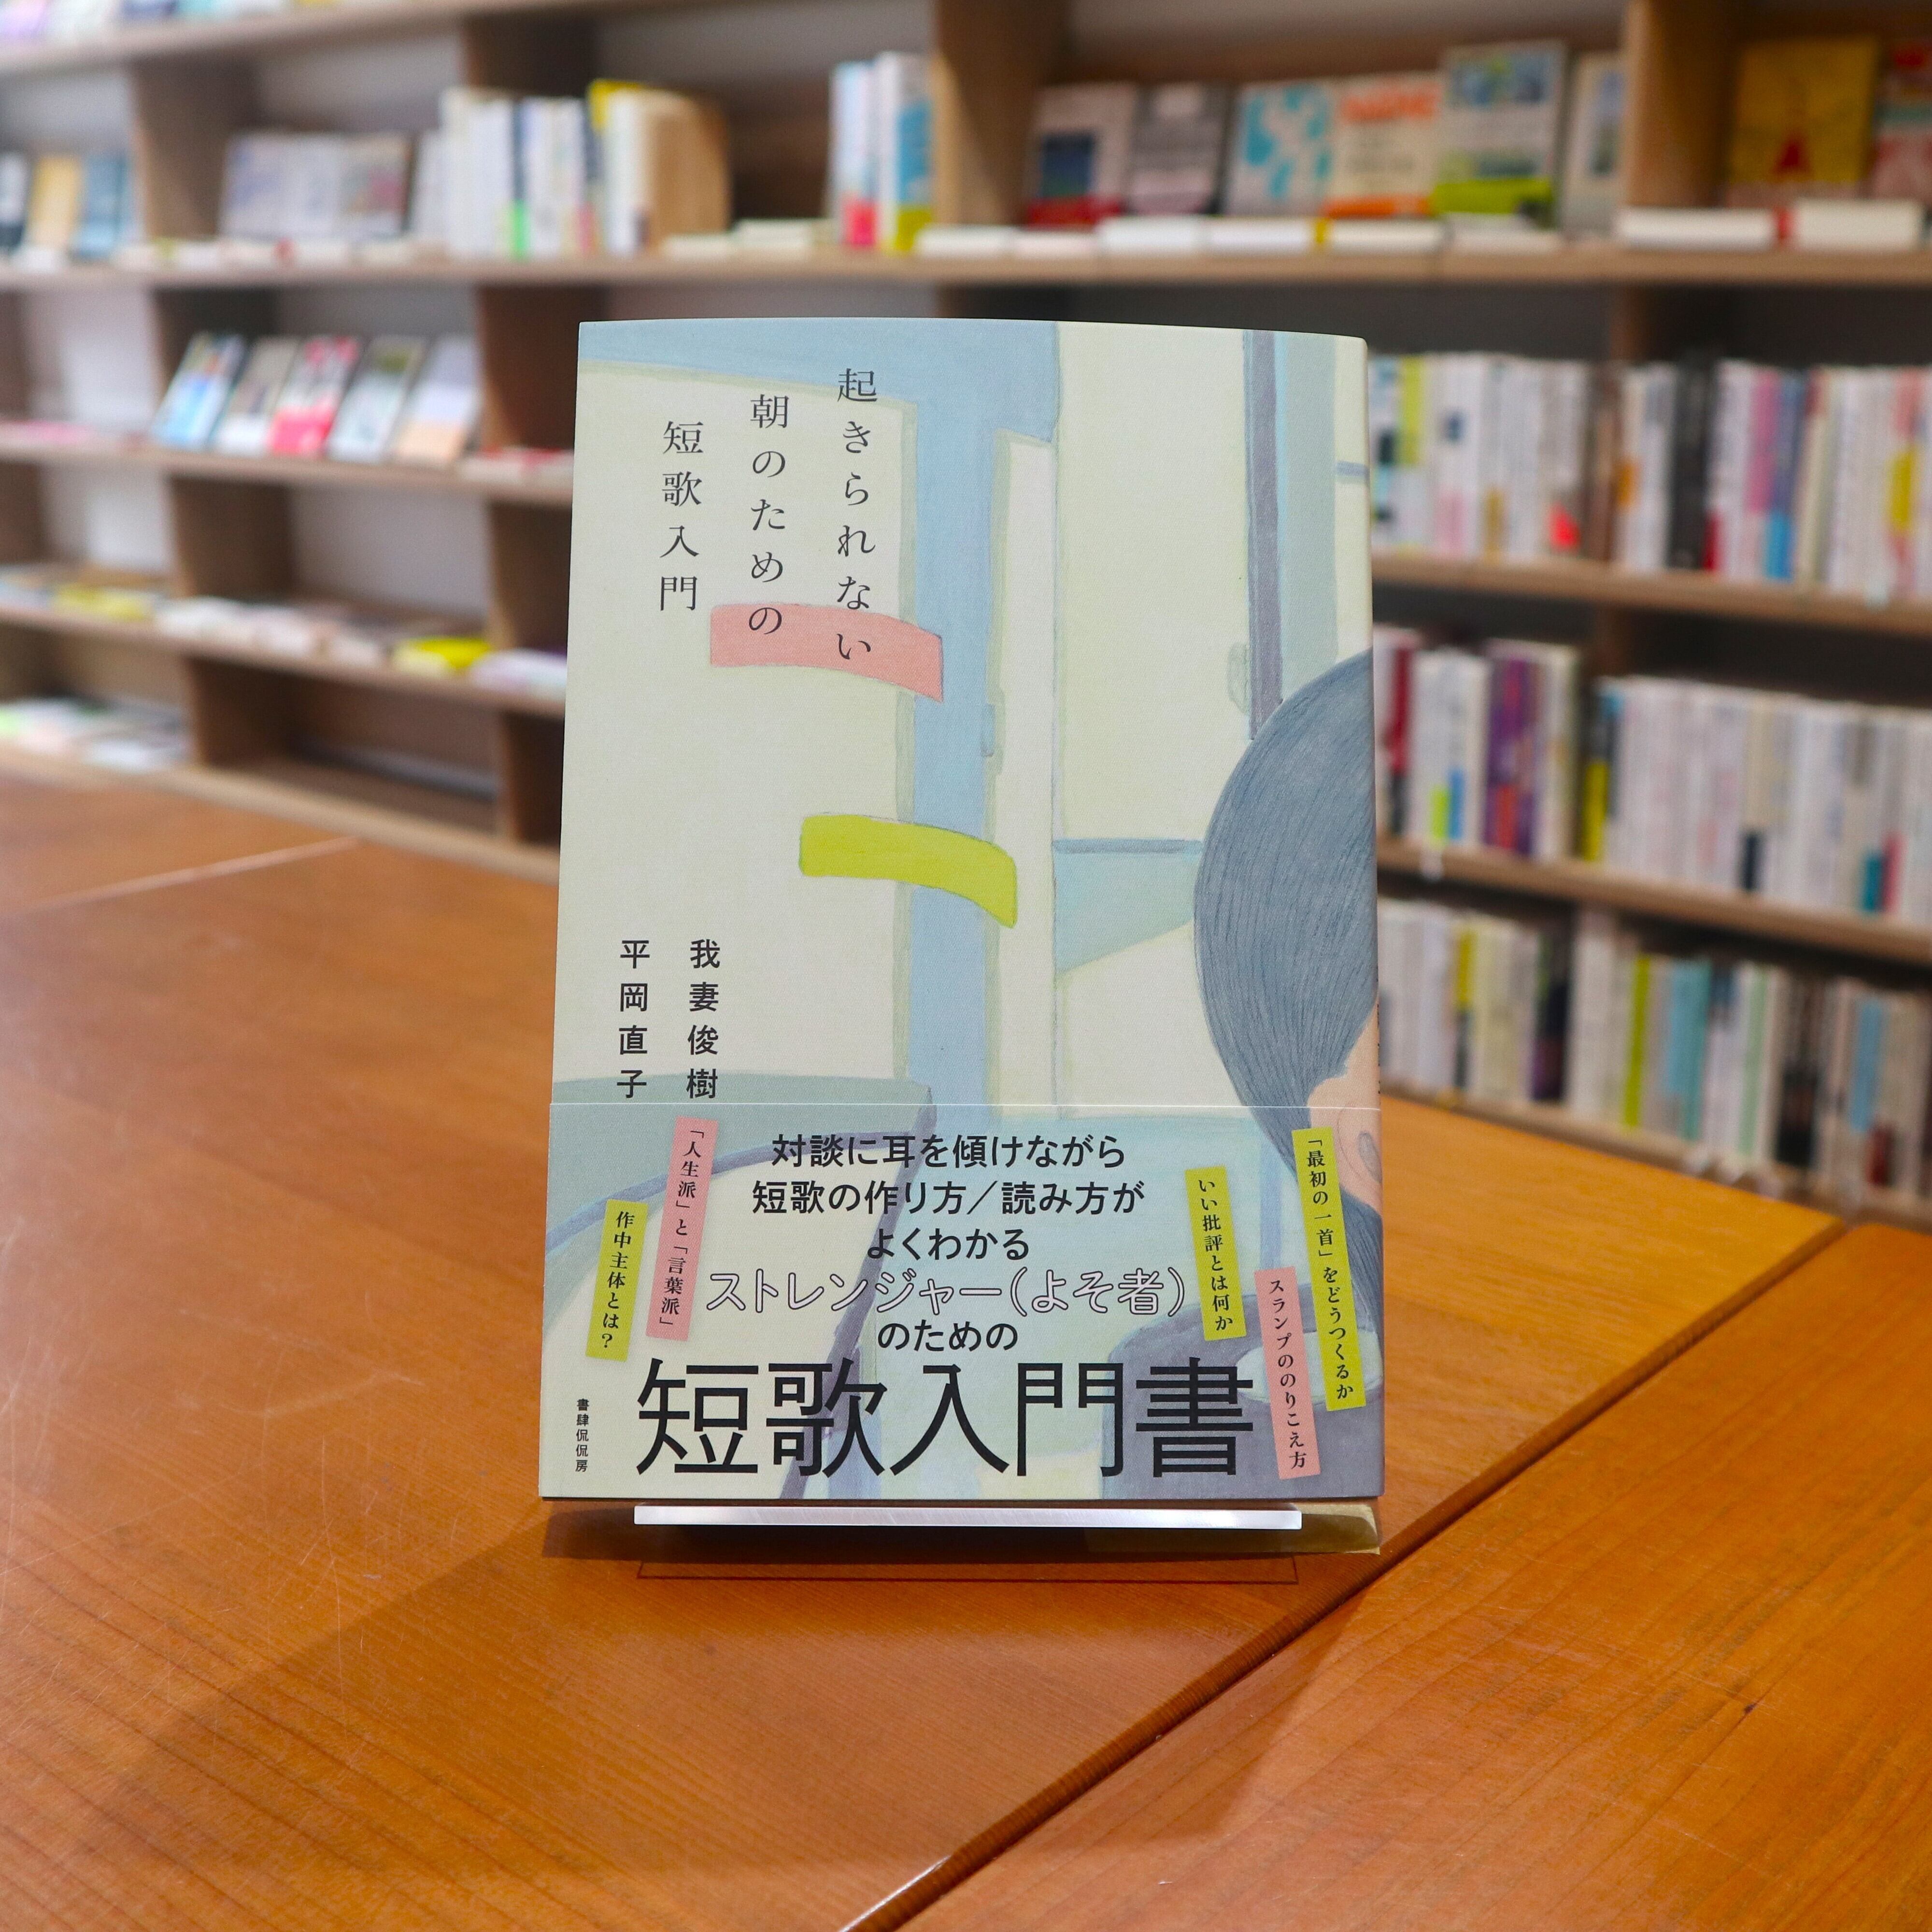 起きられない
朝のための
短歌入門
我妻俊樹
平岡直子
対談に耳を傾けながら
短歌の作り方／読み方が
よくわかる
ストレンジャー(よそ者)
のための
短歌入門書
「最初の一首」をどうつくるか
スランプののりこえ方
いい批評とは何か
「人生派」と「言葉派」
作中主体とは？
書肆侃侃房